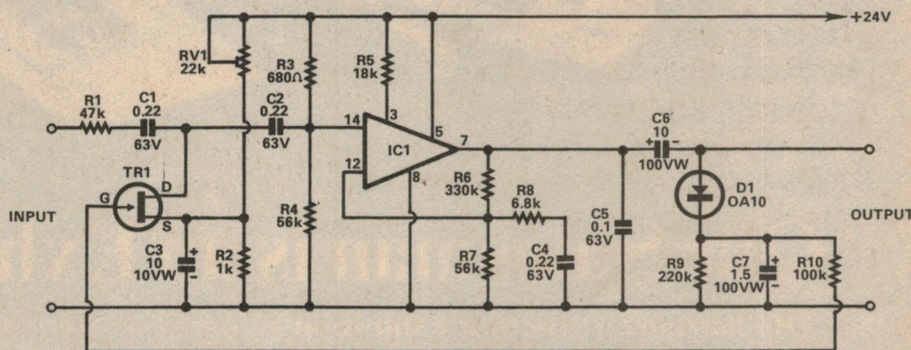 +24V
RV1
22k
R3
680Ω
R5
18k
R1
47k
C1
0.22
63V
C2
0.22
63V
14
3
5
12
IC1
7
8
C6
10
+ -
100VW
TR1
G
D
S
INPUT
C3
10
10VW
+
-
R2
1k
R4
56k
R6
330k
R8
6.8k
R7
56k
C4
0.22
63V
C5
0.1
63V
D1
OA10
OUTPUT
R9
220k
C7
1.5
100VW
+
-
R10
100k